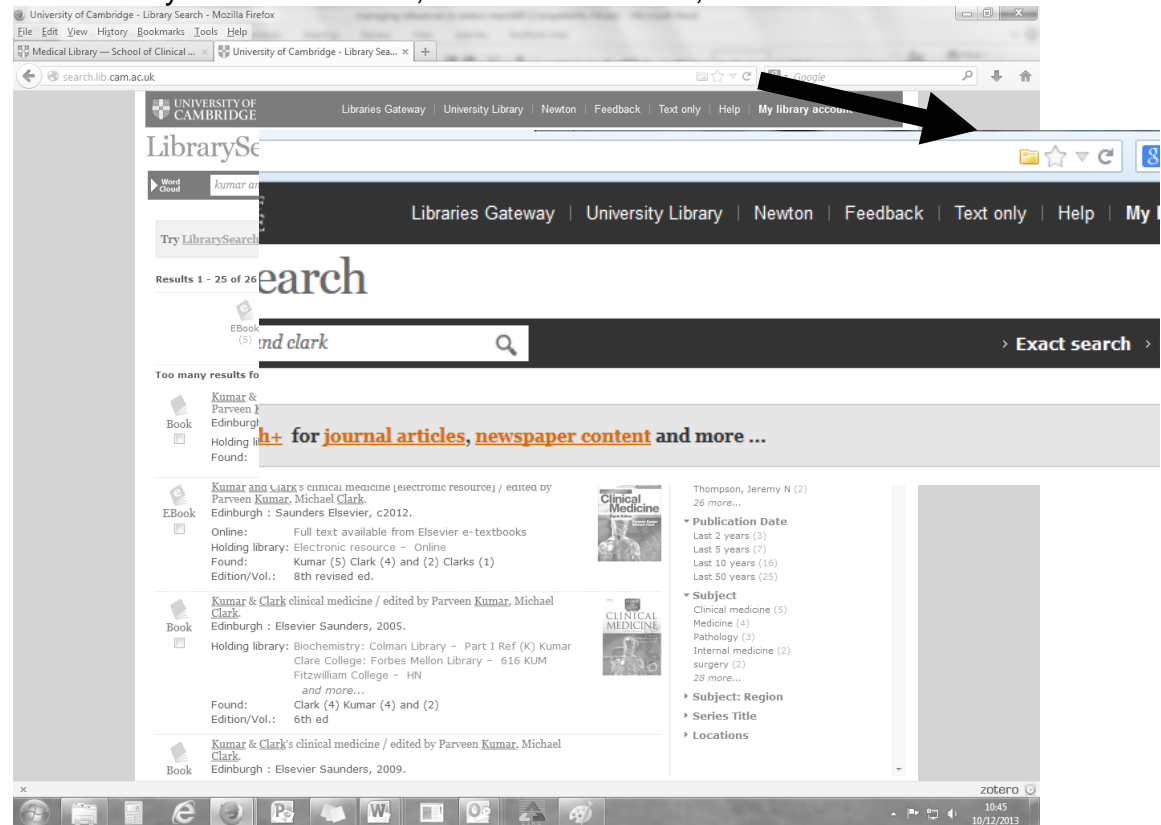 University of Cambridge - Library Search - Mozilla Firefox
File Edit View History Bookmarks Tools Help
Medical Library — School of Clinical ...
University of Cambridge - Library Sea...
search.lib.cam.ac.uk
Google
UNIVERSITY OF CAMBRIDGE
Libraries Gateway | University Library | Newton | Feedback | Text only | Help | My library account
LibrarySe
Word Cloud
kumar an
Try LibrarySearch
Results 1 - 25 of 26
EBook
(5)
Too many results fo
Kumar &
Parveen
Book
Edinburgh
Holding li
Found:
Libraries Gateway | University Library | Newton | Feedback | Text only | Help | My
earch
and clark
› Exact search ›
h+ for journal articles, newspaper content and more ...
Kumar and Clark's clinical medicine [electronic resource] / edited by
Parveen Kumar, Michael Clark.
EBook
Edinburgh : Saunders Elsevier, c2012.
Online: Full text available from Elsevier e-textbooks
Holding library: Electronic resource – Online
Found: Kumar (5) Clark (4) and (2) Clarks (1)
Edition/Vol.: 8th revised ed.
Clinical Medicine
Kumar & Clark clinical medicine / edited by Parveen Kumar, Michael
Clark.
Book
Edinburgh : Elsevier Saunders, 2005.
Holding library: Biochemistry: Colman Library – Part I Ref (K) Kumar
Clare College: Forbes Mellon Library – 616 KUM
Fitzwilliam College – HN
and more...
Found: Clark (4) Kumar (4) and (2)
Edition/Vol.: 6th ed
CLINICAL MEDICINE
Kumar & Clark's clinical medicine / edited by Parveen Kumar, Michael
Clark.
Book
Edinburgh : Elsevier Saunders, 2009.
Thompson, Jeremy N (2)
26 more...
Publication Date
Last 2 years (3)
Last 5 years (7)
Last 10 years (16)
Last 50 years (25)
Subject
Clinical medicine (5)
Medicine (4)
Pathology (3)
Internal medicine (2)
surgery (2)
28 more...
Subject: Region
Series Title
Locations
zotero
10:45
10/12/2013